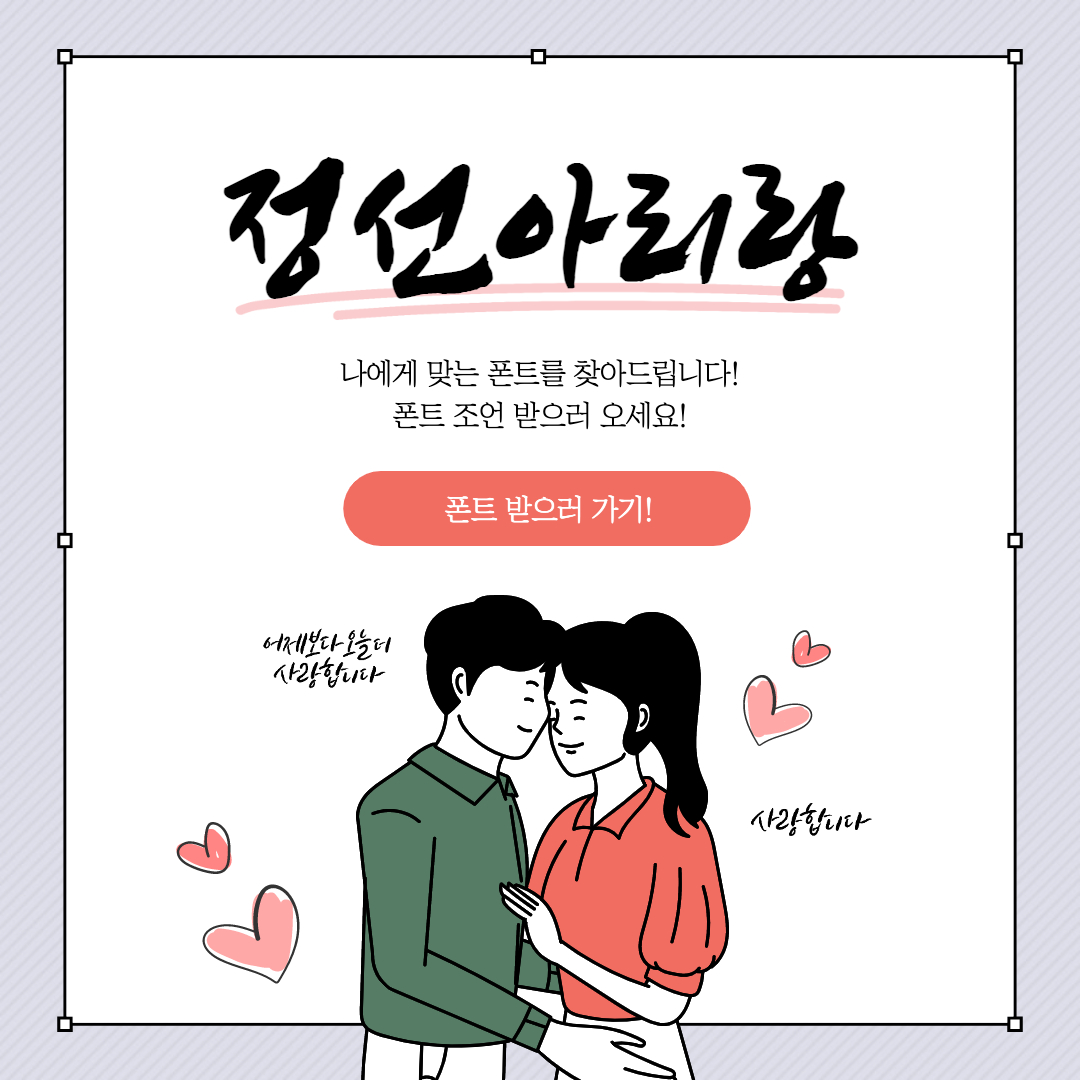 정선아리랑
나에게 맞는 폰트를 찾아드립니다!
폰트 조언 받으러 오세요!
폰트 받으러 가기!
어제보다 오늘 더
사랑합니다
사랑합니다